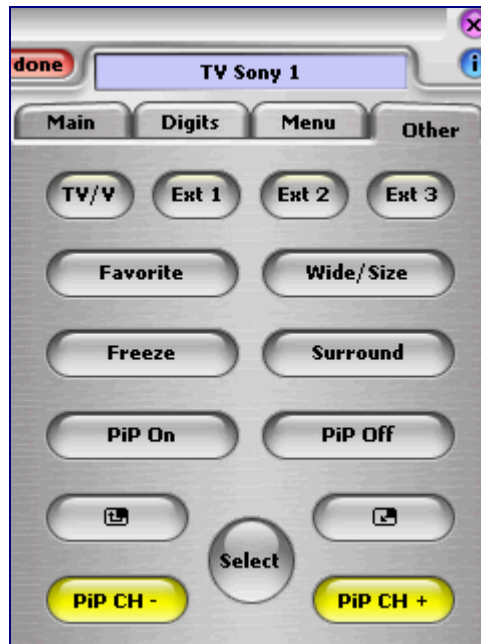 x
done
TV Sony 1
i
Main Digits Menu Other
TV/V Ext 1 Ext 2 Ext 3
Favorite Wide/Size
Freeze Surround
PiP On PiP Off
Select
PiP CH - PiP CH +